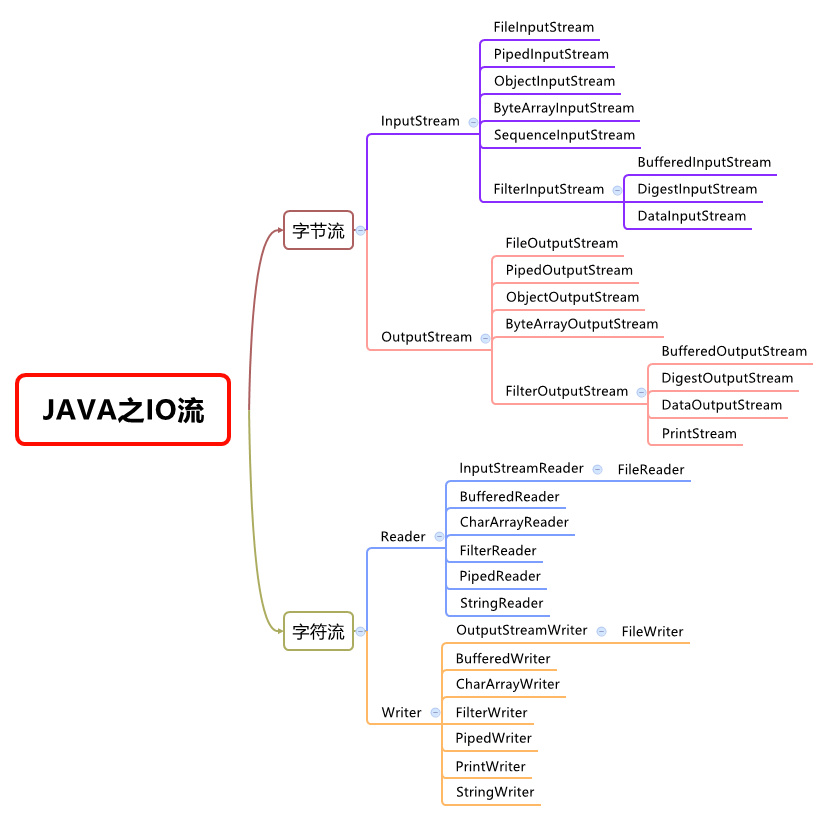 JAVA之IO流
字节流
InputStream
FileInputStream
PipedInputStream
ObjectInputStream
ByteArrayInputStream
SequenceInputStream
FilterInputStream
BufferedInputStream
DigestInputStream
DataInputStream
OutputStream
FileOutputStream
PipedOutputStream
ObjectOutputStream
ByteArrayOutputStream
FilterOutputStream
BufferedOutputStream
DigestOutputStream
DataOutputStream
PrintStream
字符流
Reader
InputStreamReader
FileReader
BufferedReader
CharArrayReader
FilterReader
PipedReader
StringReader
Writer
OutputStreamWriter
FileWriter
BufferedWriter
CharArrayWriter
FilterWriter
PipedWriter
PrintWriter
StringWriter